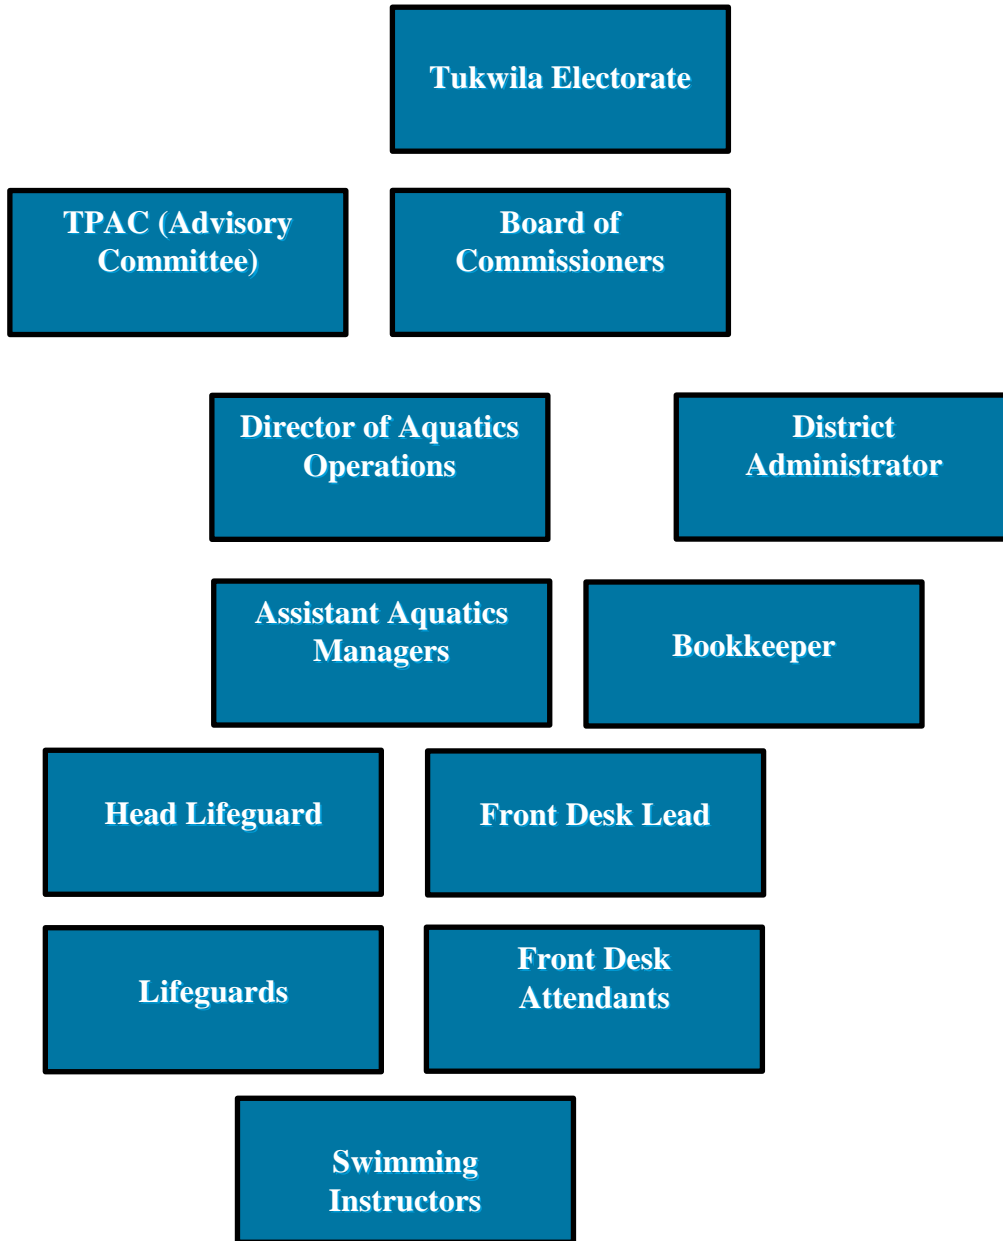 Tukwila Electorate
TPAC (Advisory
Committee)
Board of
Commissioners
Director of Aquatics
Operations
District
Administrator
Assistant Aquatics
Managers
Bookkeeper
Head Lifeguard
Front Desk Lead
Lifeguards
Front Desk
Attendants
Swimming
Instructors